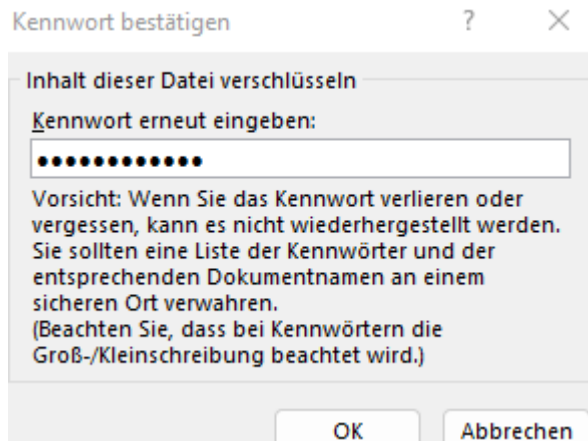 Kennwort bestätigen ? ×
Inhalt dieser Datei verschlüsseln
Kennwort erneut eingeben:
●●●●●●●●●●●●
Vorsicht: Wenn Sie das Kennwort verlieren oder
vergessen, kann es nicht wiederhergestellt werden.
Sie sollten eine Liste der Kennwörter und der
entsprechenden Dokumentnamen an einem
sicheren Ort verwahren.
(Beachten Sie, dass bei Kennwörtern die
Groß-/Kleinschreibung beachtet wird.)
OK Abbrechen